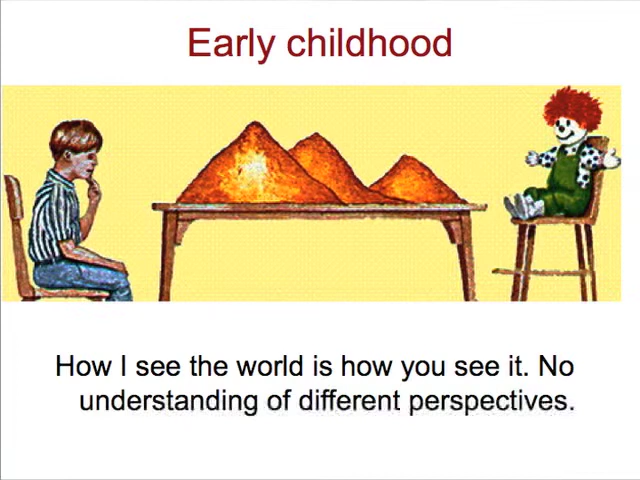 Early childhood
How I see the world is how you see it. No
understanding of different perspectives.